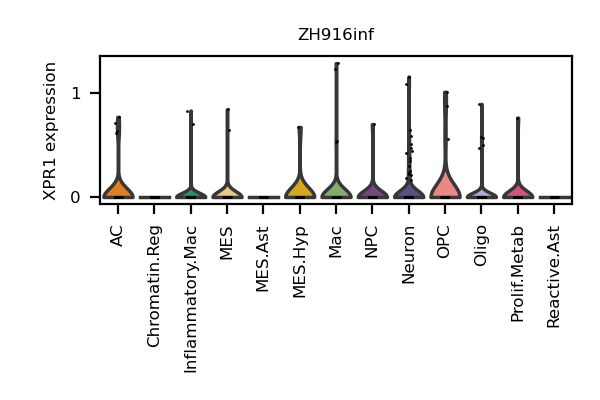 ZH916inf
XPR1 expression
1
0
AC
Chromatin.Reg
Inflammatory.Mac
MES
MES.Ast
MES.Hyp
Mac
NPC
Neuron
OPC
Oligo
Prolif.Metab
Reactive.Ast